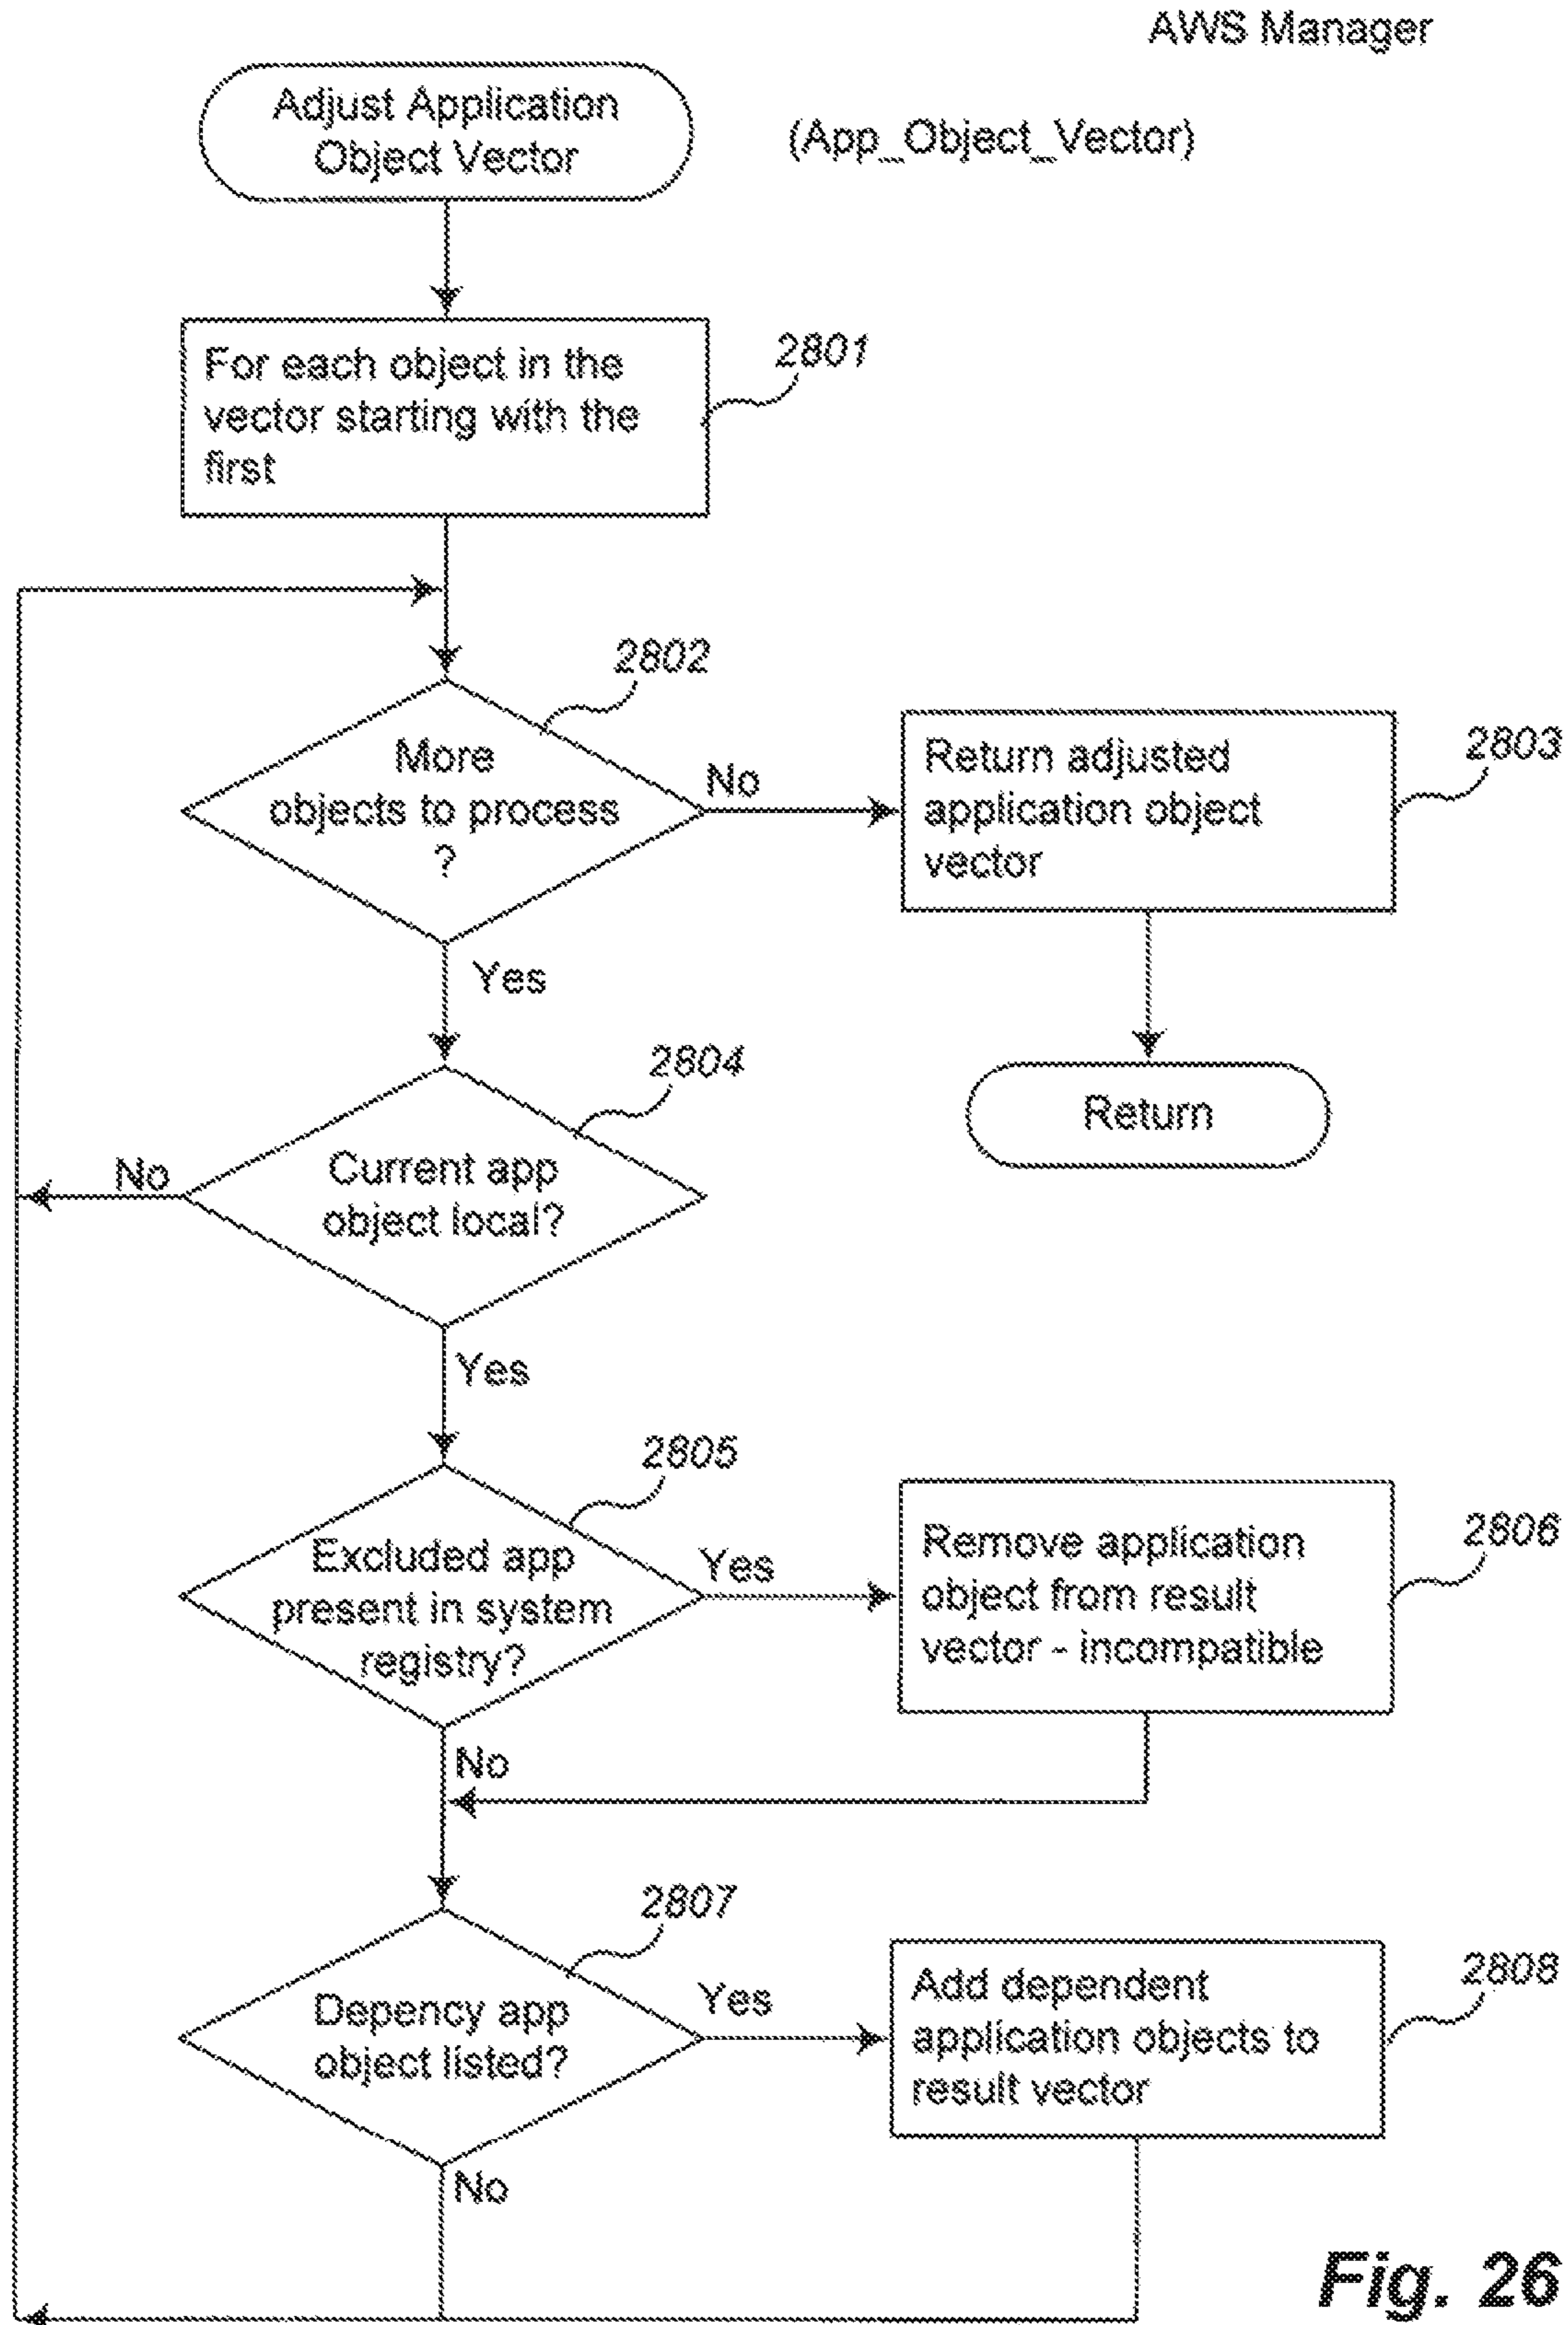 AWS Manager
Adjust Application
Object Vector
(App_Object_Vector)
For each object in the
vector starting with the
first
2801
2802
More
objects to process
?
No
Return adjusted
application object
vector
2803
Yes
2804
Return
No
Current app
object local?
Yes
2805
Excluded app
present in system
registry?
Yes
Remove application
object from result
vector - incompatible
2806
No
2807
Depency app
object listed?
Yes
Add dependent
application objects to
result vector
2808
No
Fig. 26